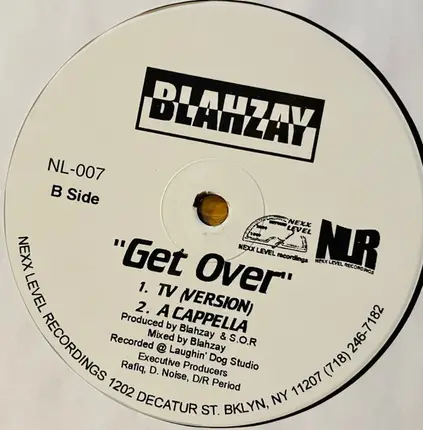 BLAHZAY
NL-007
B Side
NEXX
LEVEL
NEXX LEVEL recordings
NLR
NEXX LEVEL RECORDINGS
"Get Over"
1. TV (VERSION)
2. A CAPPELLA
Produced by Blahzay & S.O.R
Mixed by Blahzay
Recorded @ Laughin' Dog Studio
Executive Producers
Rafiq, D. Noise, D/R Period
NEXX LEVEL RECORDINGS 1202 DECATUR ST. BKLYN, NY 11207 (718) 246-7182